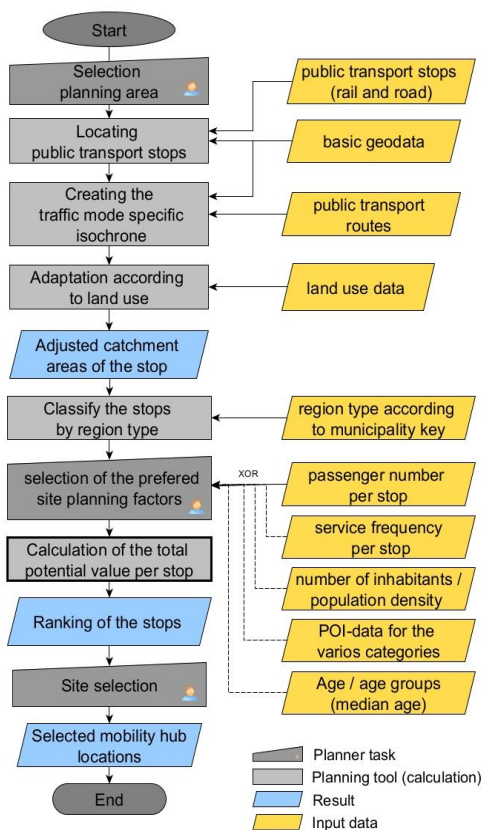 Start
Selection
planning area
public transport stops
(rail and road)
Locating
public transport stops
basic geodata
Creating the
traffic mode specific
isochrone
public transport
routes
Adaptation according
to land use
land use data
Adjusted catchment
areas of the stop
Classify the stops
by region type
region type according
to municipality key
selection of the prefered
site planning factors
XOR
passenger number
per stop
service frequency
per stop
Calculation of the total
potential value per stop
number of inhabitants /
population density
Ranking of the stops
POI-data for the
varios categories
Site selection
Age / age groups
(median age)
Selected mobility hub
locations
End
Planner task
Planning tool (calculation)
Result
Input data